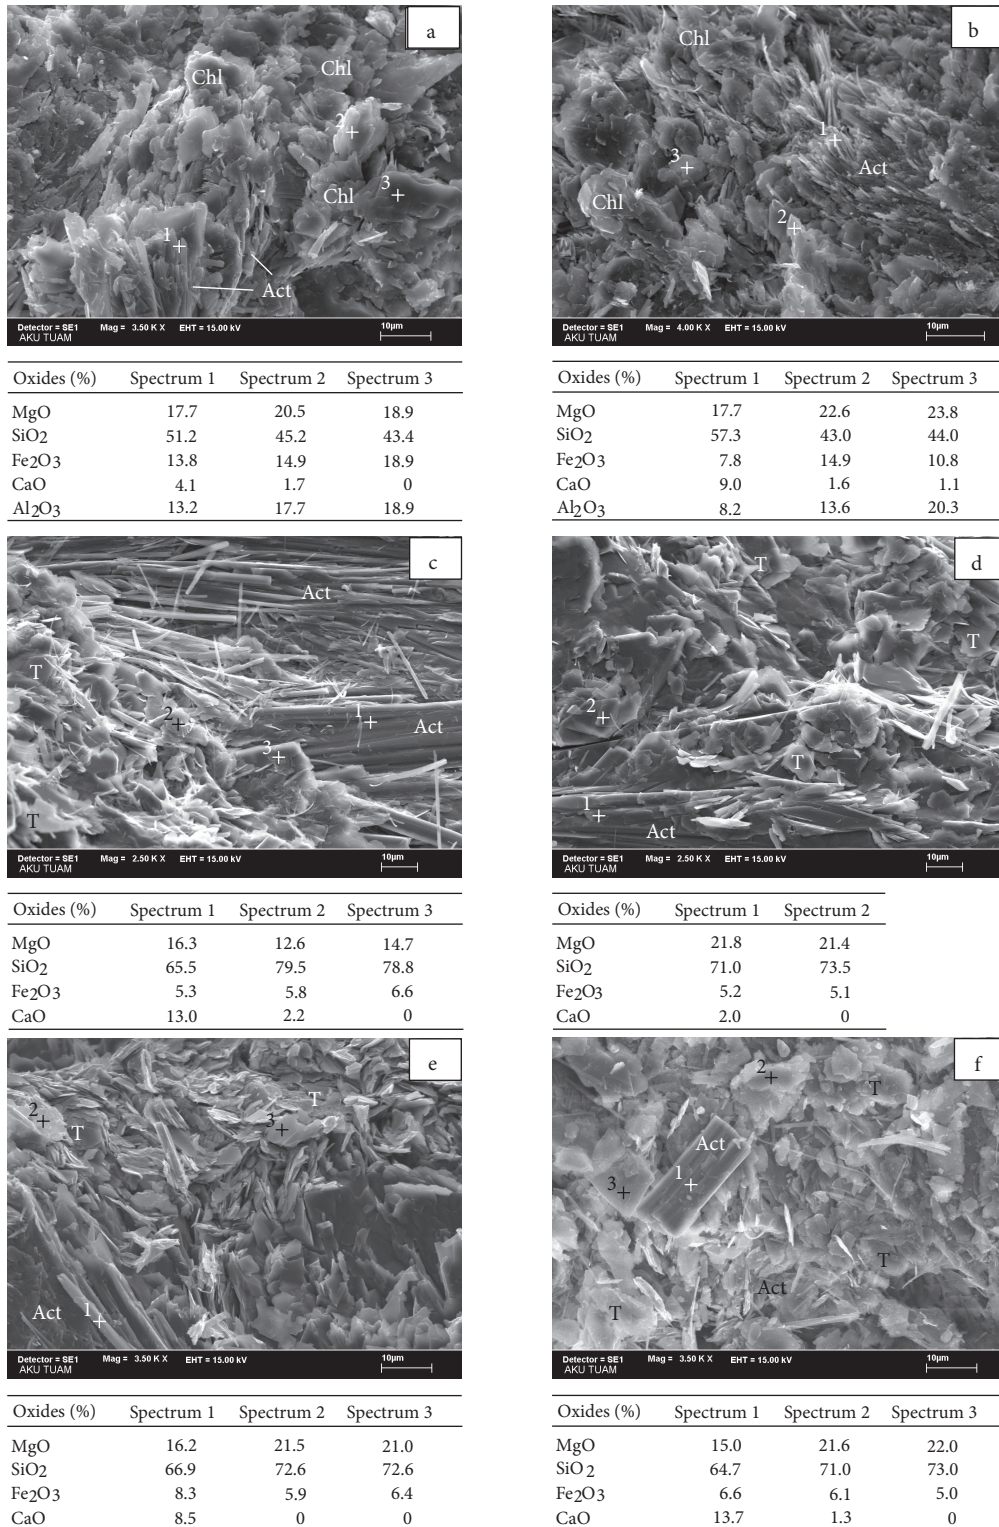 a
Chl
Chl
2
3
Chl
1
Act
Detector = SE1 Mag = 3.50 K X EHT = 15.00 kV 10µm
AKU TUAM
Oxides (%) Spectrum 1 Spectrum 2 Spectrum 3
MgO 17.7 20.5 18.9
SiO2 51.2 45.2 43.4
Fe2O3 13.8 14.9 18.9
CaO 4.1 1.7 0
Al2O3 13.2 17.7 18.9
b
Chl
1
3
Act
Chl
2
Detector = SE1 Mag = 4.00 K X EHT = 15.00 kV 10µm
AKU TUAM
Oxides (%) Spectrum 1 Spectrum 2 Spectrum 3
MgO 17.7 22.6 23.8
SiO2 57.3 43.0 44.0
Fe2O3 7.8 14.9 10.8
CaO 9.0 1.6 1.1
Al2O3 8.2 13.6 20.3
c
Act
T
2
1
Act
3
T
Detector = SE1 Mag = 2.50 K X EHT = 15.00 kV 10µm
AKU TUAM
Oxides (%) Spectrum 1 Spectrum 2 Spectrum 3
MgO 16.3 12.6 14.7
SiO2 65.5 79.5 78.8
Fe2O3 5.3 5.8 6.6
CaO 13.0 2.2 0
d
T
T
2
T
1
Act
Detector = SE1 Mag = 2.50 K X EHT = 15.00 kV 10µm
AKU TUAM
Oxides (%) Spectrum 1 Spectrum 2
MgO 21.8 21.4
SiO2 71.0 73.5
Fe2O3 5.2 5.1
CaO 2.0 0
e
T
2
T
3
Act
1
Detector = SE1 Mag = 3.50 K X EHT = 15.00 kV 10µm
AKU TUAM
Oxides (%) Spectrum 1 Spectrum 2 Spectrum 3
MgO 16.2 21.5 21.0
SiO2 66.9 72.6 72.6
Fe2O3 8.3 5.9 6.4
CaO 8.5 0 0
f
2
T
Act
1
3
T
Act
T
Detector = SE1 Mag = 3.50 K X EHT = 15.00 kV 10µm
AKU TUAM
Oxides (%) Spectrum 1 Spectrum 2 Spectrum 3
MgO 15.0 21.6 22.0
SiO2 64.7 71.0 73.0
Fe2O3 6.6 6.1 5.0
CaO 13.7 1.3 0